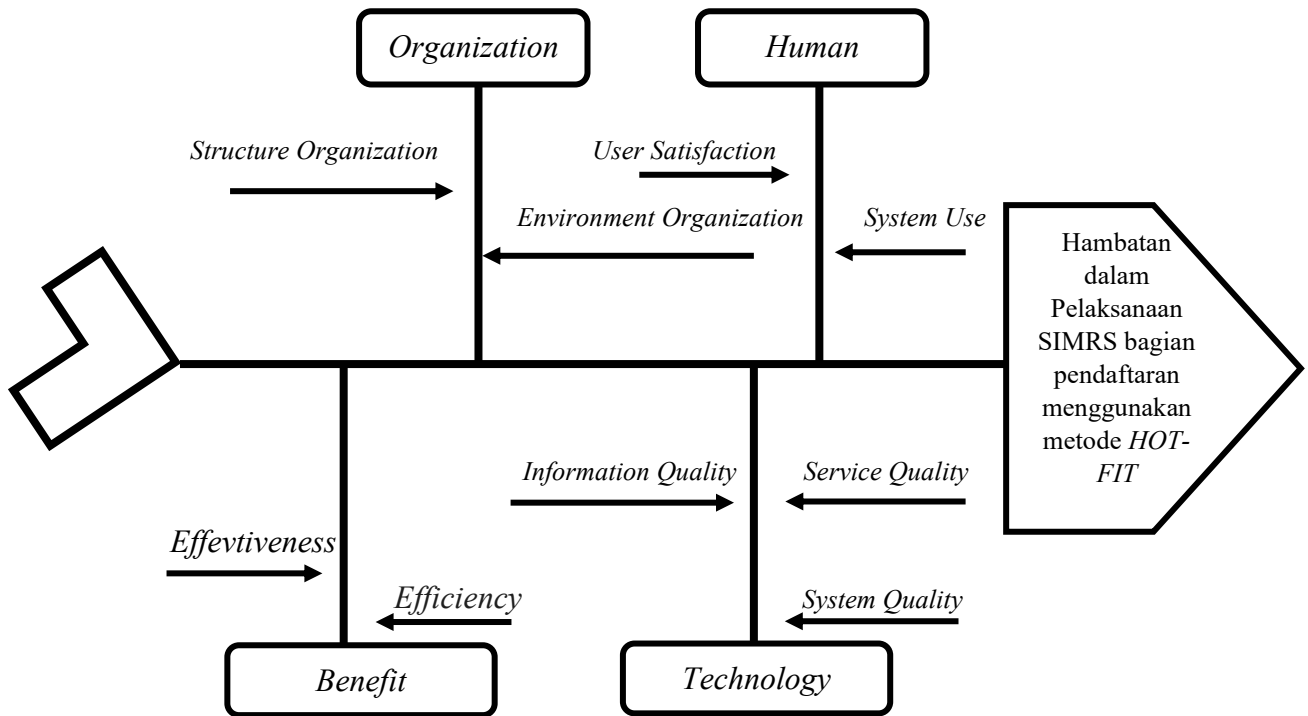 Organization
Human
Structure Organization
User Satisfaction
Environment Organization
System Use
Hambatan
dalam
Pelaksanaan
SIMRS bagian
pendaftaran
menggunakan
metode HOT-
FIT
Information Quality
Service Quality
Effevtiveness
Efficiency
System Quality
Benefit
Technology